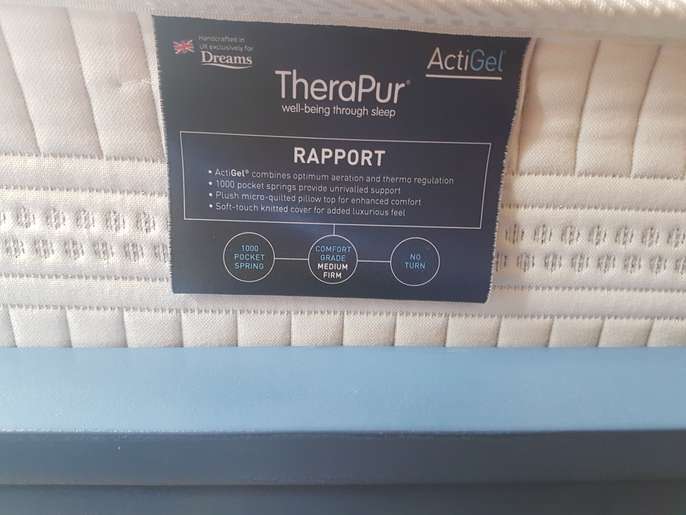 Handcrafted in
UK exclusively for
Dreams
ActiGel®
TheraPur®
well-being through sleep
RAPPORT
• ActiGel® combines optimum aeration and thermo regulation
• 1000 pocket springs provide unrivalled support
• Plush micro-quilted pillow top for enhanced comfort
• Soft-touch knitted cover for added luxurious feel
1000
POCKET
SPRING
COMFORT
GRADE
MEDIUM
FIRM
NO
TURN